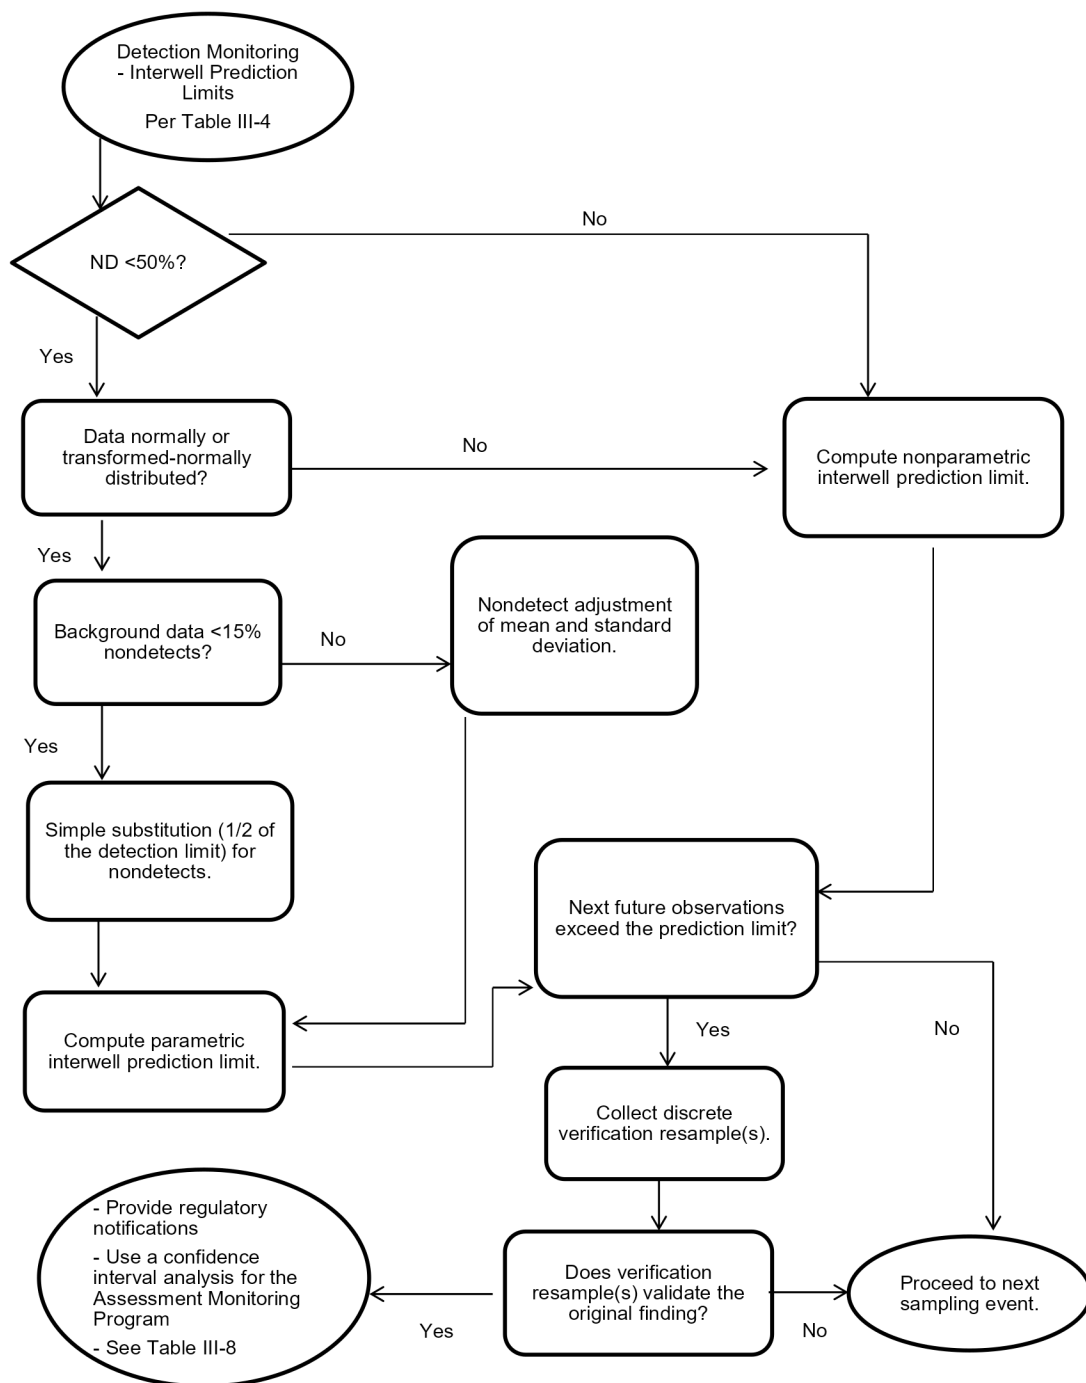 Detection Monitoring
- Interwell Prediction
Limits
Per Table III-4
No
ND <50%?
Yes
Data normally or
transformed-normally
distributed?
No
Compute nonparametric
interwell prediction limit.
Yes
Nondetect adjustment
of mean and standard
deviation.
Background data <15%
nondetects?
No
Yes
Simple substitution (1/2 of
the detection limit) for
nondetects.
Next future observations
exceed the prediction limit?
Compute parametric
interwell prediction limit.
Yes
No
Collect discrete
verification resample(s).
- Provide regulatory
notifications
- Use a confidence
interval analysis for the
Assessment Monitoring
Program
- See Table III-8
Does verification
resample(s) validate the
original finding?
Proceed to next
sampling event.
Yes
No